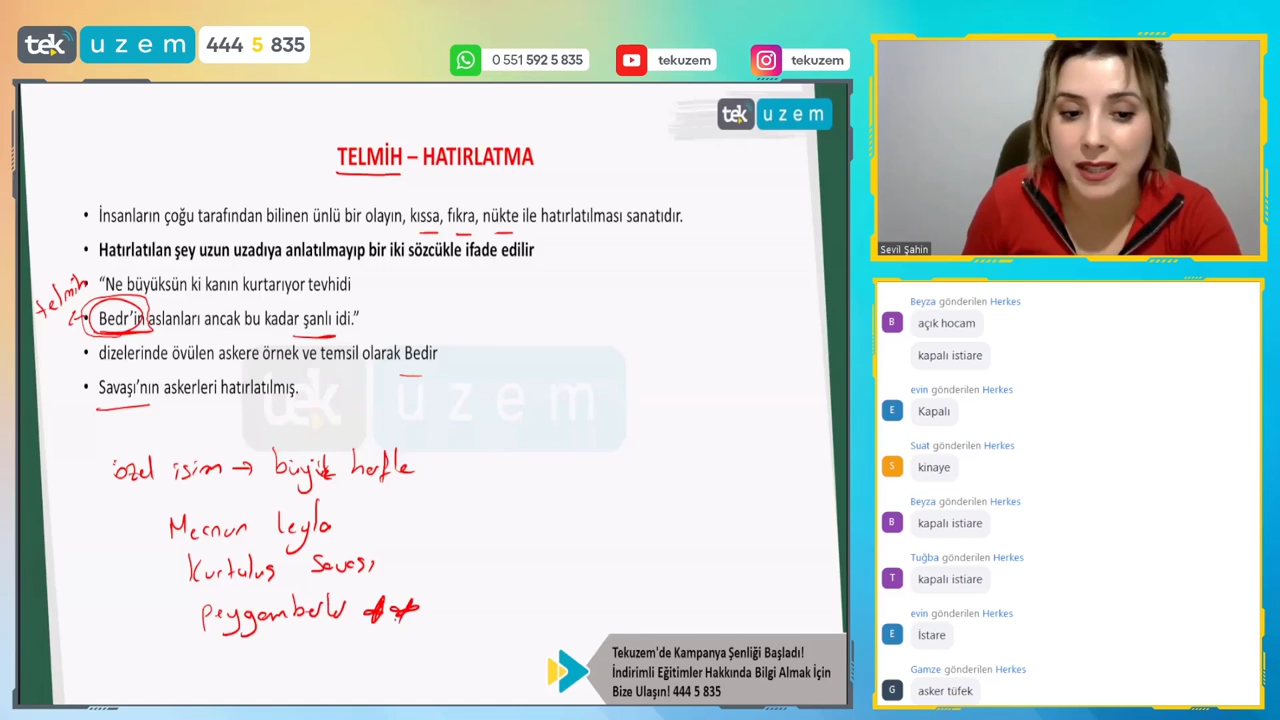 tek uzem 444 5 835
0 551 592 5 835 tekuzem tekuzem
tek uzem
TELMİH – HATIRLATMA
• İnsanların çoğu tarafından bilinen ünlü bir olayın, kıssa, fıkra, nükte ile hatırlatılması sanatıdır.
• Hatırlatılan şey uzun uzadıya anlatılmayıp bir iki sözcükle ifade edilir
• “Ne büyüksün ki kanın kurtarıyor tevhidi
telmih
• Bedr’in aslanları ancak bu kadar şanlı idi.”
• dizelerinde övülen askere örnek ve temsil olarak Bedir
• Savaşı’nın askerleri hatırlatılmış.
tek uzem
özel isim → büyük harfle
Mecnun Leyla
Kurtuluş Savaşı
Peygamberler
Tekuzem'de Kampanya Şenliği Başladı!
İndirimli Eğitimler Hakkında Bilgi Almak İçin
Bize Ulaşın! 444 5 835
Sevil Şahin
Beyza gönderilen Herkes
B
açık hocam
kapalı istiare
evin gönderilen Herkes
E
Kapalı
Suat gönderilen Herkes
S
kinaye
Beyza gönderilen Herkes
B
kapalı istiare
Tuğba gönderilen Herkes
T
kapalı istiare
evin gönderilen Herkes
E
İstare
Gamze gönderilen Herkes
G
asker tüfek